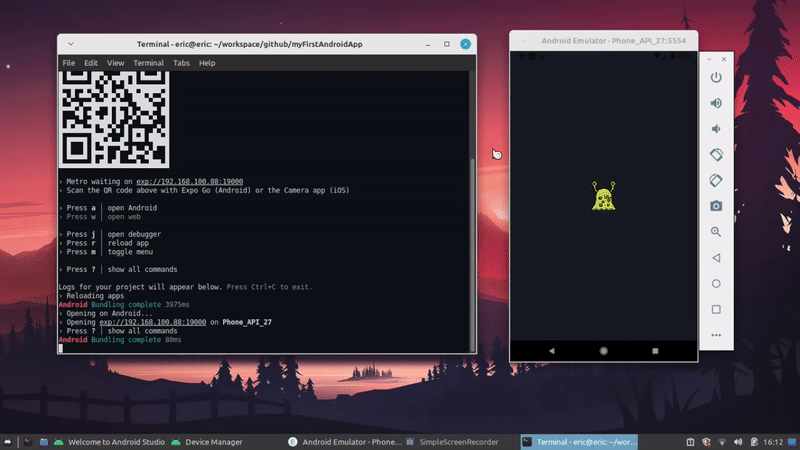 Terminal - eric@eric: ~/workspace/github/myFirstAndroidApp
File Edit View Terminal Tabs Help
› Metro waiting on exp://192.168.100.88:19000
› Scan the QR code above with Expo Go (Android) or the Camera app (iOS)
› Press a │ open Android
› Press w │ open web
› Press j │ open debugger
› Press r │ reload app
› Press m │ toggle menu
› Press ? │ show all commands
Logs for your project will appear below. Press Ctrl+C to exit.
› Reloading apps
Android Bundling complete 3975ms
› Opening on Android...
› Opening exp://192.168.100.88:19000 on Phone_API_27
› Press ? │ show all commands
Android Bundling complete 80ms
Android Emulator - Phone_API_27:5554
Welcome to Android Studio
Device Manager
Android Emulator - Phone...
SimpleScreenRecorder
Terminal - eric@eric: ~/wor...
16:12